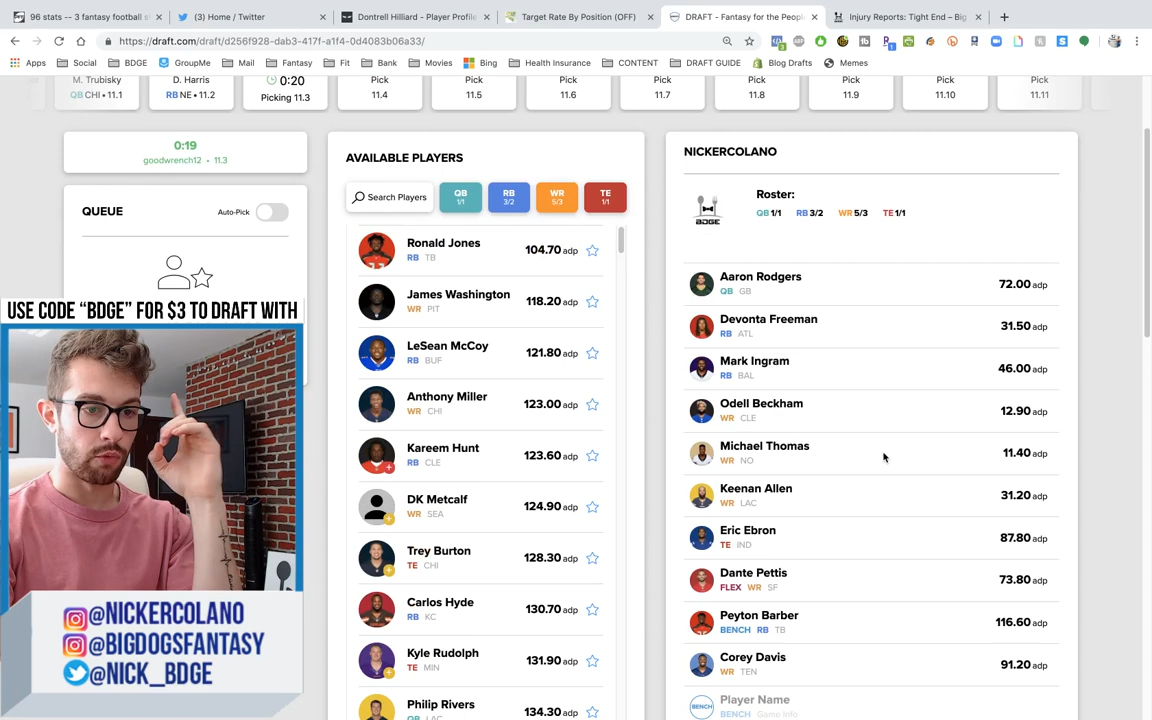 96 stats -- 3 fantasy football s
(3) Home / Twitter
Dontrell Hilliard - Player Profile
Target Rate By Position (OFF)
DRAFT - Fantasy for the People
Injury Reports: Tight End – Big
https://draft.com/draft/d256f928-dab3-417f-a1f4-0d4083b06a33/
Apps
Social
BDGE
GroupMe
Mail
Fantasy
Fit
Bank
Movies
Bing
Health Insurance
CONTENT
DRAFT GUIDE
Blog Drafts
Memes
M. Trubisky
QB CHI • 11.1
D. Harris
RB NE • 11.2
0:20
Picking 11.3
Pick
11.4
Pick
11.5
Pick
11.6
Pick
11.7
Pick
11.8
Pick
11.9
Pick
11.10
Pick
11.11
0:19
goodwrench12 • 11.3
QUEUE
Auto-Pick
USE CODE "BDGE" FOR $3 TO DRAFT WITH
@NICKERCOLANO
@BIGDOGSFANTASY
@NICK_BDGE
AVAILABLE PLAYERS
Search Players
QB
1/1
RB
3/2
WR
5/3
TE
1/1
Ronald Jones
RB TB
104.70 adp
James Washington
WR PIT
118.20 adp
LeSean McCoy
RB BUF
121.80 adp
Anthony Miller
WR CHI
123.00 adp
Kareem Hunt
RB CLE
123.60 adp
DK Metcalf
WR SEA
124.90 adp
Trey Burton
TE CHI
128.30 adp
Carlos Hyde
RB KC
130.70 adp
Kyle Rudolph
TE MIN
131.90 adp
Philip Rivers
QB LAC
134.30 adp
NICKERCOLANO
BDGE
Roster:
QB 1/1 RB 3/2 WR 5/3 TE 1/1
Aaron Rodgers
QB GB
72.00 adp
Devonta Freeman
RB ATL
31.50 adp
Mark Ingram
RB BAL
46.00 adp
Odell Beckham
WR CLE
12.90 adp
Michael Thomas
WR NO
11.40 adp
Keenan Allen
WR LAC
31.20 adp
Eric Ebron
TE IND
87.80 adp
Dante Pettis
FLEX WR SF
73.80 adp
Peyton Barber
BENCH RB TB
116.60 adp
Corey Davis
WR TEN
91.20 adp
BENCH
Player Name
BENCH Game Info